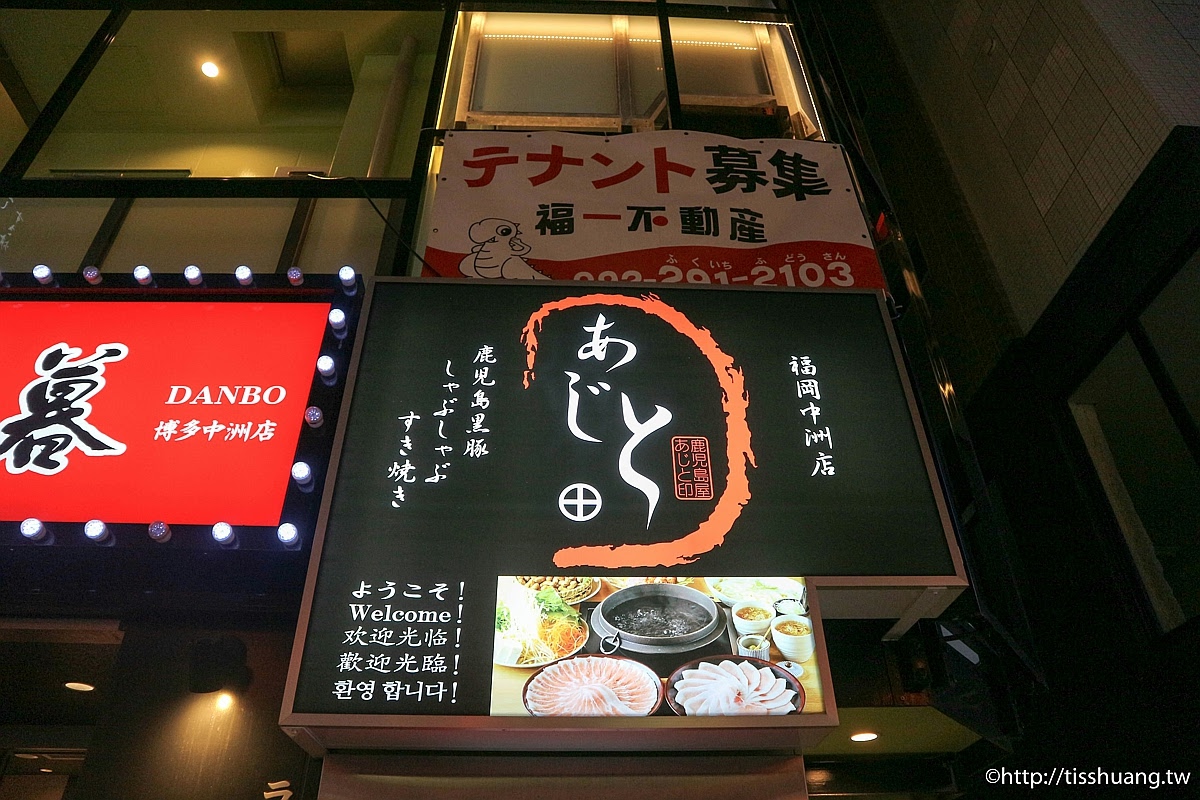 テナント募集
福一不動産
ふくいち ふどうさん
092-291-2103
暮
DANBO
博多中洲店
福岡中洲店
あじと
鹿児島屋
あじと印
鹿児島黒豚
しゃぶしゃぶ
すき焼き
ようこそ!
Welcome!
欢迎光临!
歡迎光臨!
환영 합니다!
ラ
©http://tisshuang.tw